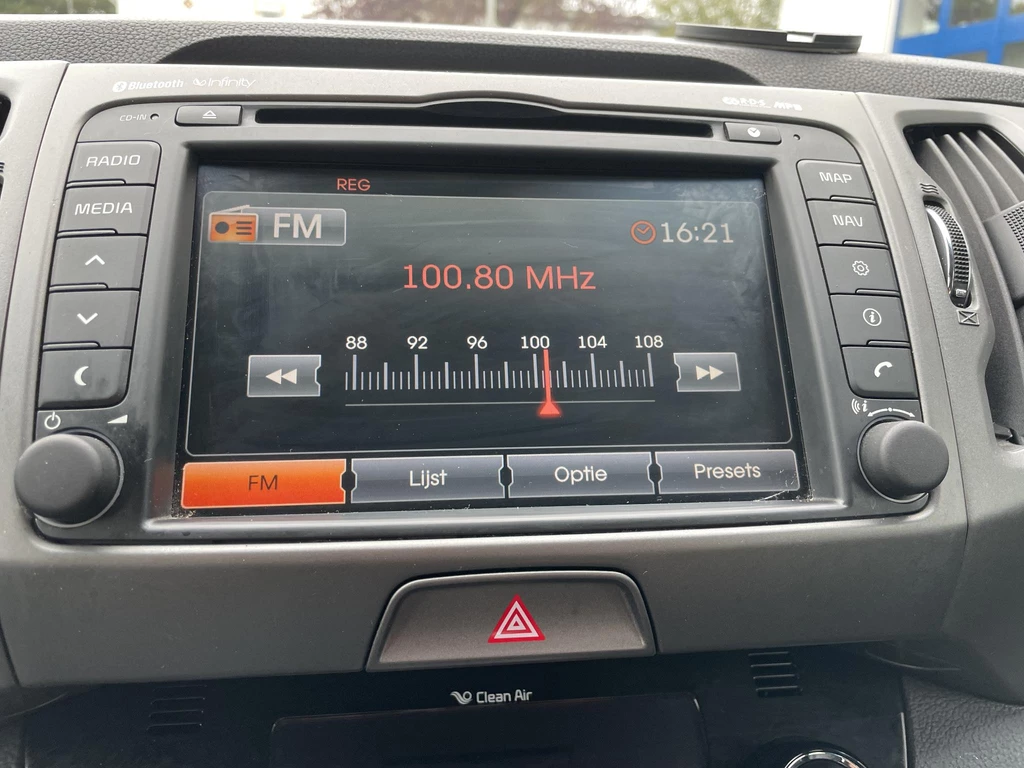 Bluetooth infinity
R·D·S MP3
CD-IN
RADIO
MEDIA
MAP
NAV
REG
FM
16:21
100.80 MHz
88 92 96 100 104 108
FM Lijst Optie Presets
Clean Air